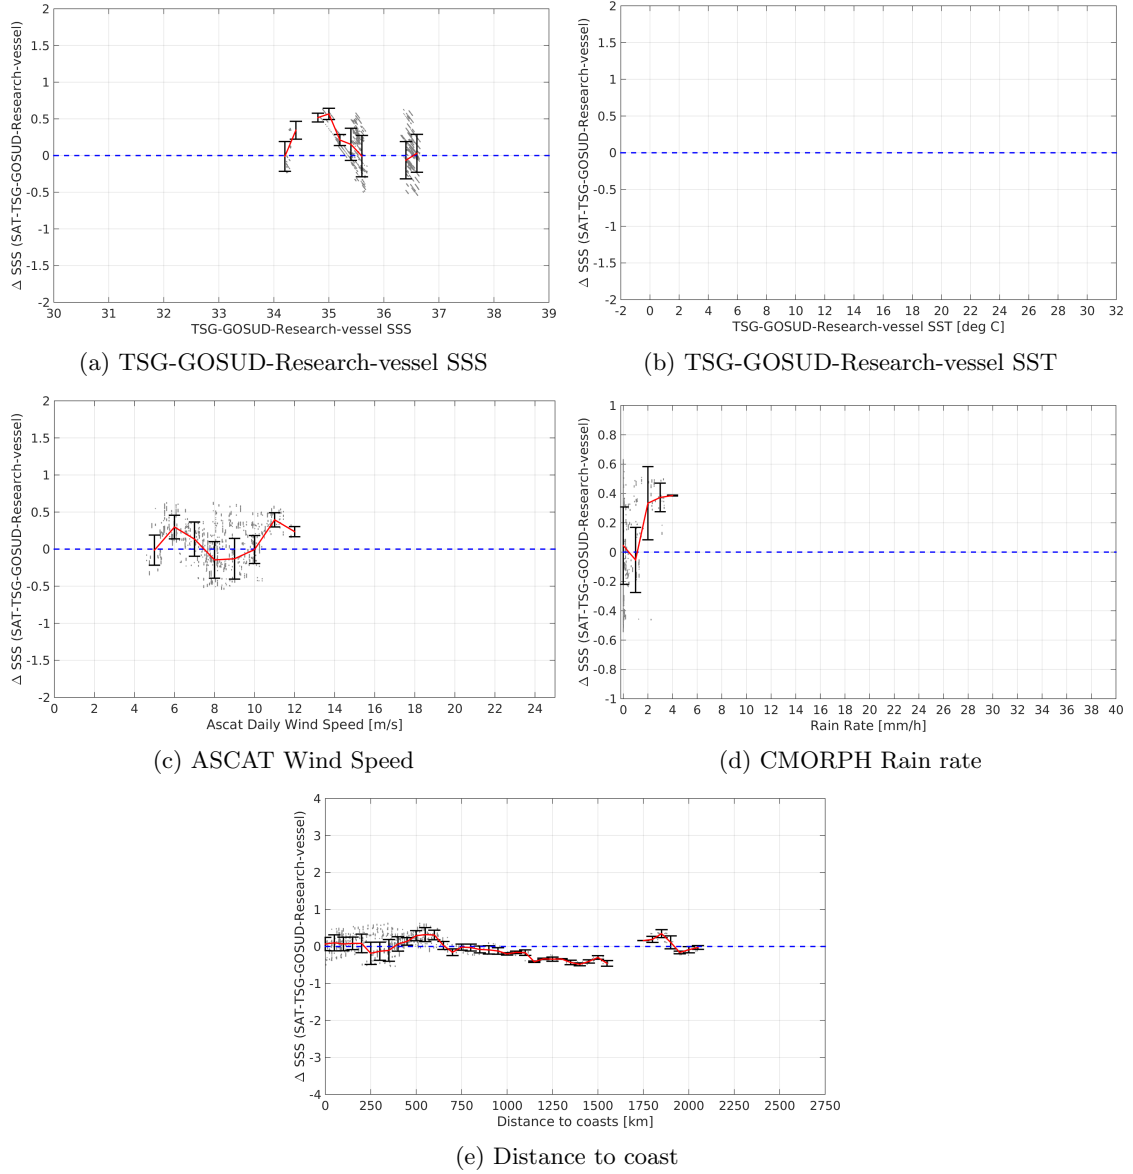 Δ SSS (SAT-TSG-GOSUD-Research-vessel)
2
1.5
1
0.5
0
-0.5
-1
-1.5
-2
30 31 32 33 34 35 36 37 38 39
TSG-GOSUD-Research-vessel SSS
(a) TSG-GOSUD-Research-vessel SSS
Δ SSS (SAT-TSG-GOSUD-Research-vessel)
2
1.5
1
0.5
0
-0.5
-1
-1.5
-2
-2 0 2 4 6 8 10 12 14 16 18 20 22 24 26 28 30 32
TSG-GOSUD-Research-vessel SST [deg C]
(b) TSG-GOSUD-Research-vessel SST
Δ SSS (SAT-TSG-GOSUD-Research-vessel)
2
1.5
1
0.5
0
-0.5
-1
-1.5
-2
0 2 4 6 8 10 12 14 16 18 20 22 24
Ascat Daily Wind Speed [m/s]
(c) ASCAT Wind Speed
Δ SSS (SAT-TSG-GOSUD-Research-vessel)
1
0.8
0.6
0.4
0.2
0
-0.2
-0.4
-0.6
-0.8
-1
0 2 4 6 8 10 12 14 16 18 20 22 24 26 28 30 32 34 36 38 40
Rain Rate [mm/h]
(d) CMORPH Rain rate
Δ SSS (SAT-TSG-GOSUD-Research-vessel)
4
3
2
1
0
-1
-2
-3
-4
0 250 500 750 1000 1250 1500 1750 2000 2250 2500 2750
Distance to coasts [km]
(e) Distance to coast